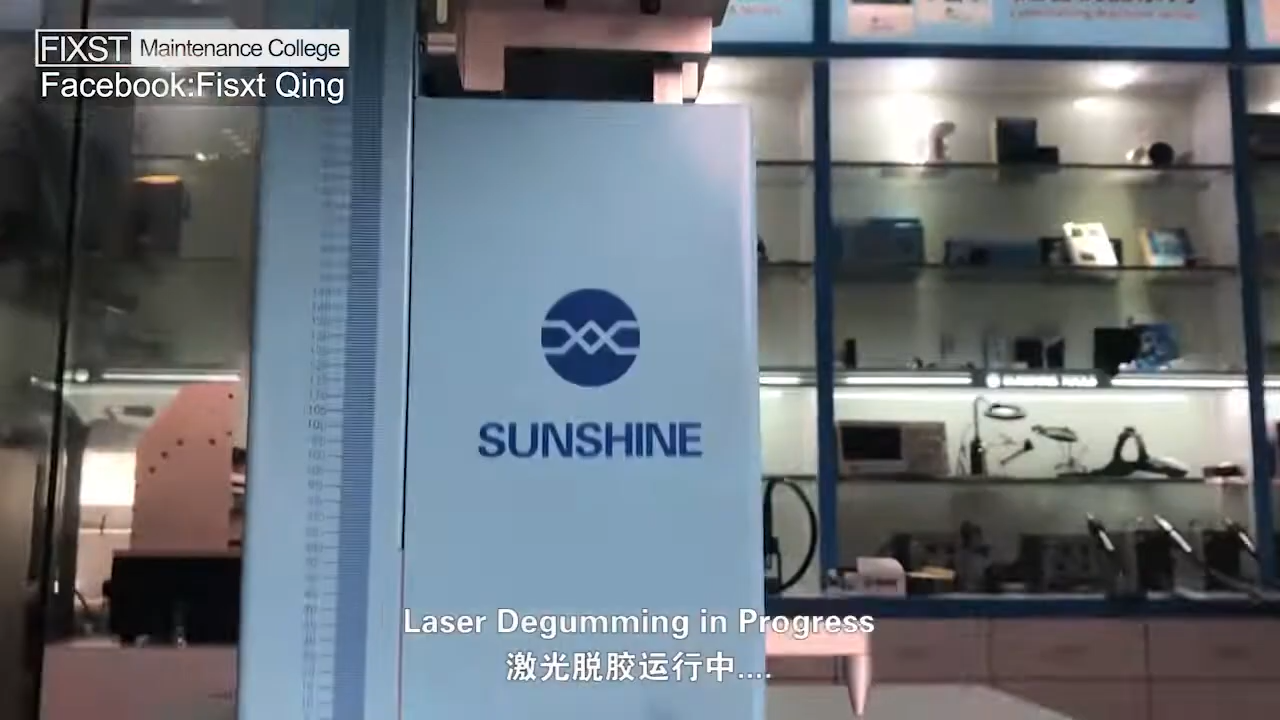 FIXST Maintenance College
Facebook:Fisxt Qing
SUNSHINE
Laser Degumming in Progress
激光脱胶运行中....